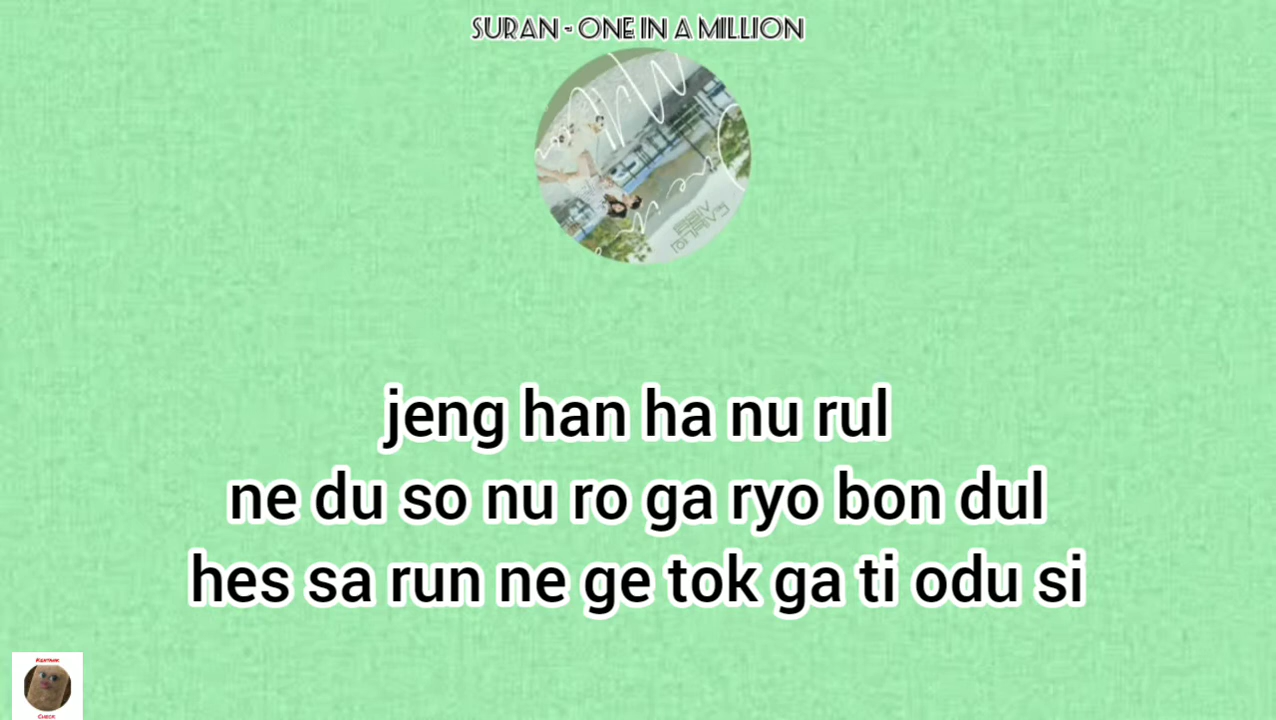 SURAN - ONE IN A MILLION
jeng han ha nu rul
ne du so nu ro ga ryo bon dul
hes sa run ne ge tok ga ti odu si
Check